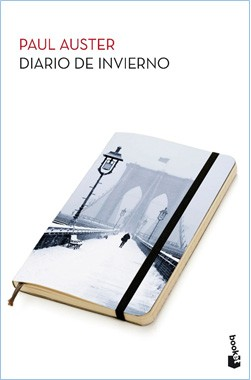 PAUL AUSTER
DIARIO DE INVIERNO
booket